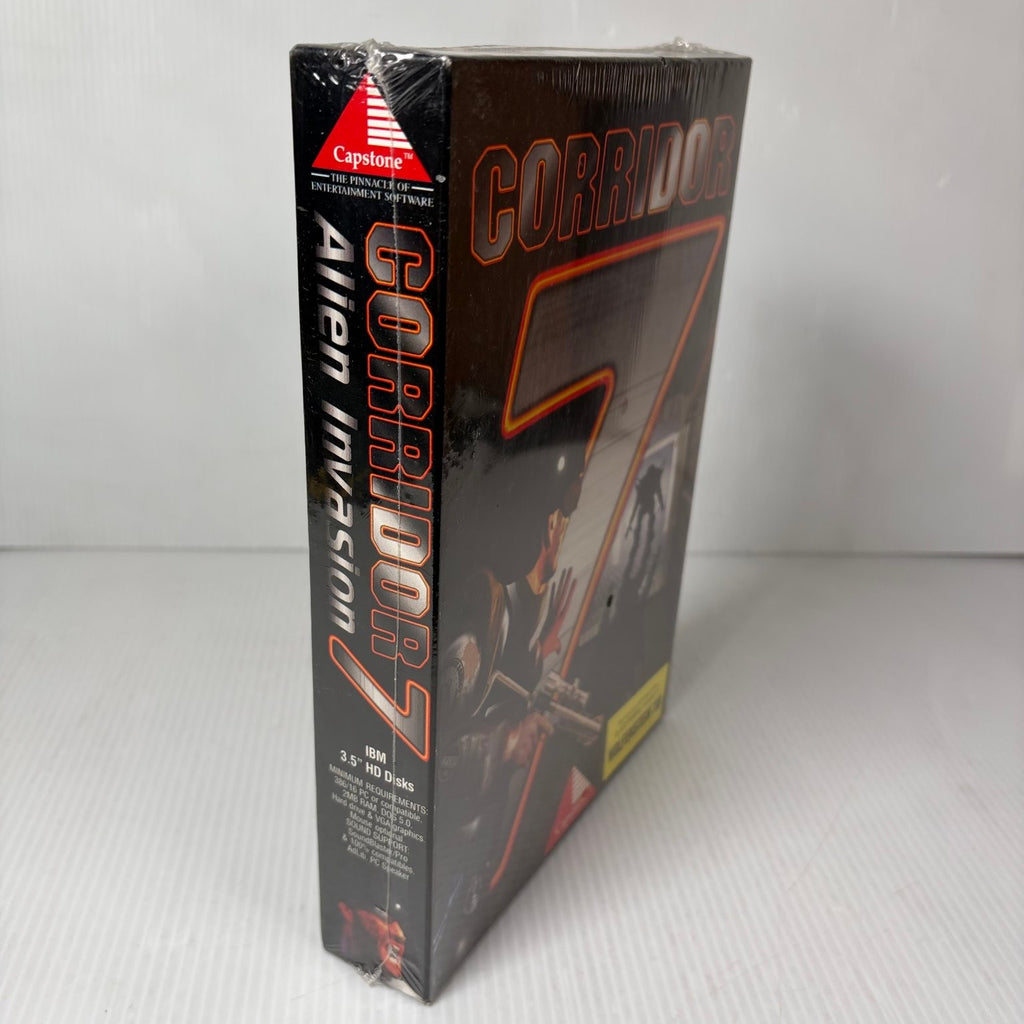 Capstone™
THE PINNACLE OF
ENTERTAINMENT SOFTWARE
CORRIDOR 7
Alien Invasion
IBM
3.5" HD Disks
MINIMUM REQUIREMENTS:
386/16 PC or compatible,
2MB RAM, DOS 5.0
Hard drive & VGA graphics
Mouse optional
SOUND SUPPORT:
SoundBlaster/Pro
& 100% compatibles,
AdLib, PC Speaker
CORRIDOR
7